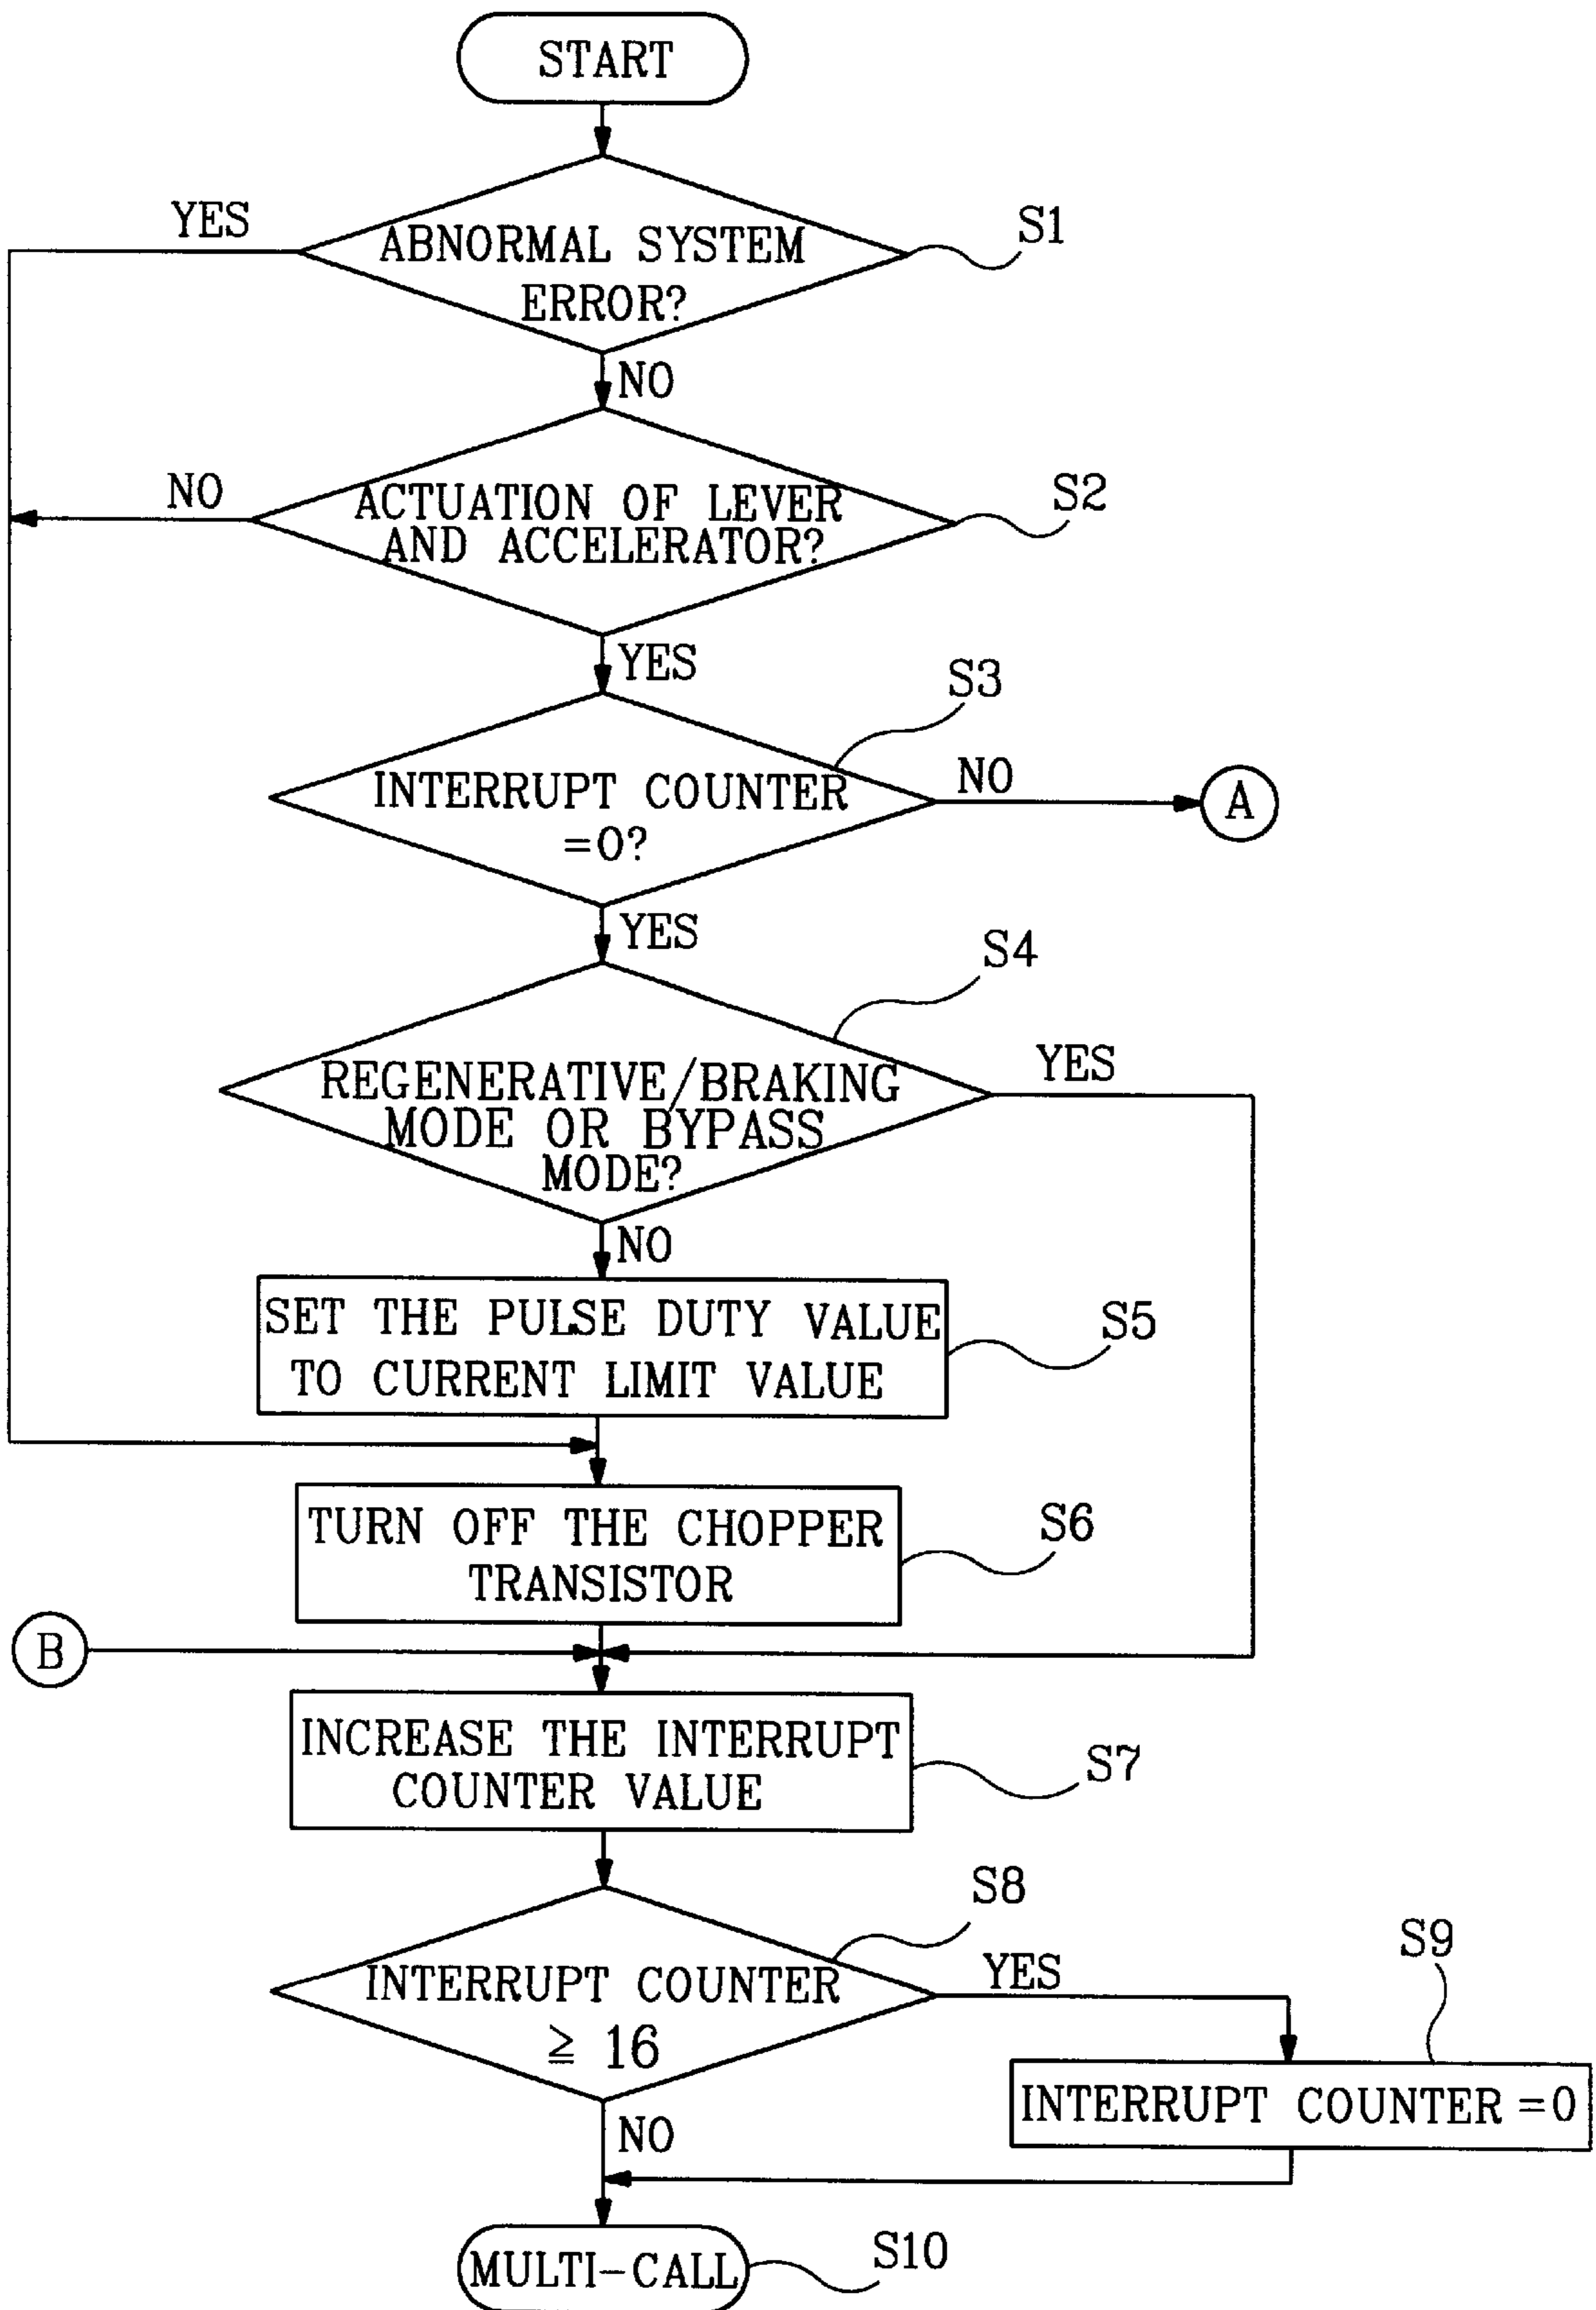 START
YES
ABNORMAL SYSTEM
ERROR?
S1
NO
NO
ACTUATION OF LEVER
AND ACCELERATOR?
S2
YES
S3
INTERRUPT COUNTER
=0?
NO
A
YES
S4
REGENERATIVE/BRAKING
MODE OR BYPASS
MODE?
YES
NO
SET THE PULSE DUTY VALUE
TO CURRENT LIMIT VALUE
S5
TURN OFF THE CHOPPER
TRANSISTOR
S6
B
INCREASE THE INTERRUPT
COUNTER VALUE
S7
S8
INTERRUPT COUNTER
≧ 16
YES
S9
INTERRUPT COUNTER =0
NO
MULTI-CALL
S10